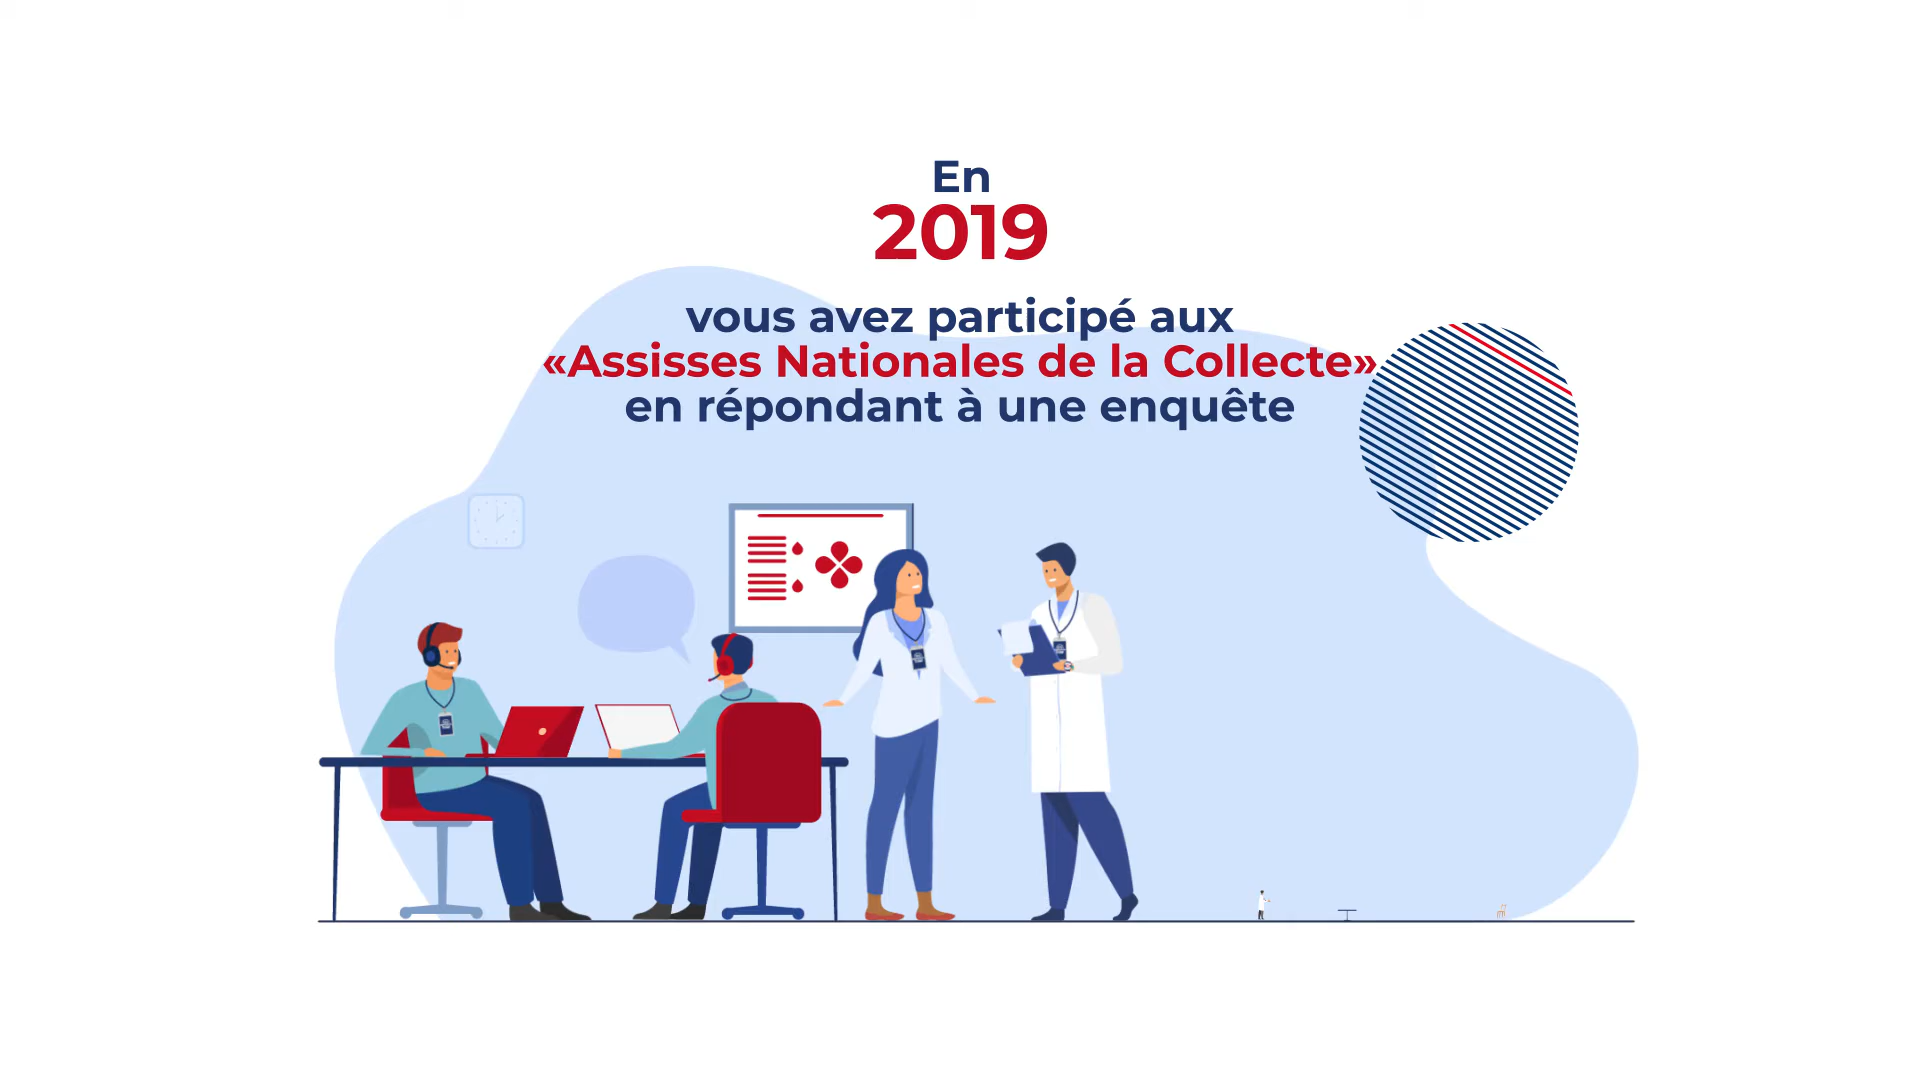 En
2019
vous avez participé aux
«Assisses Nationales de la Collecte»
en répondant à une enquête